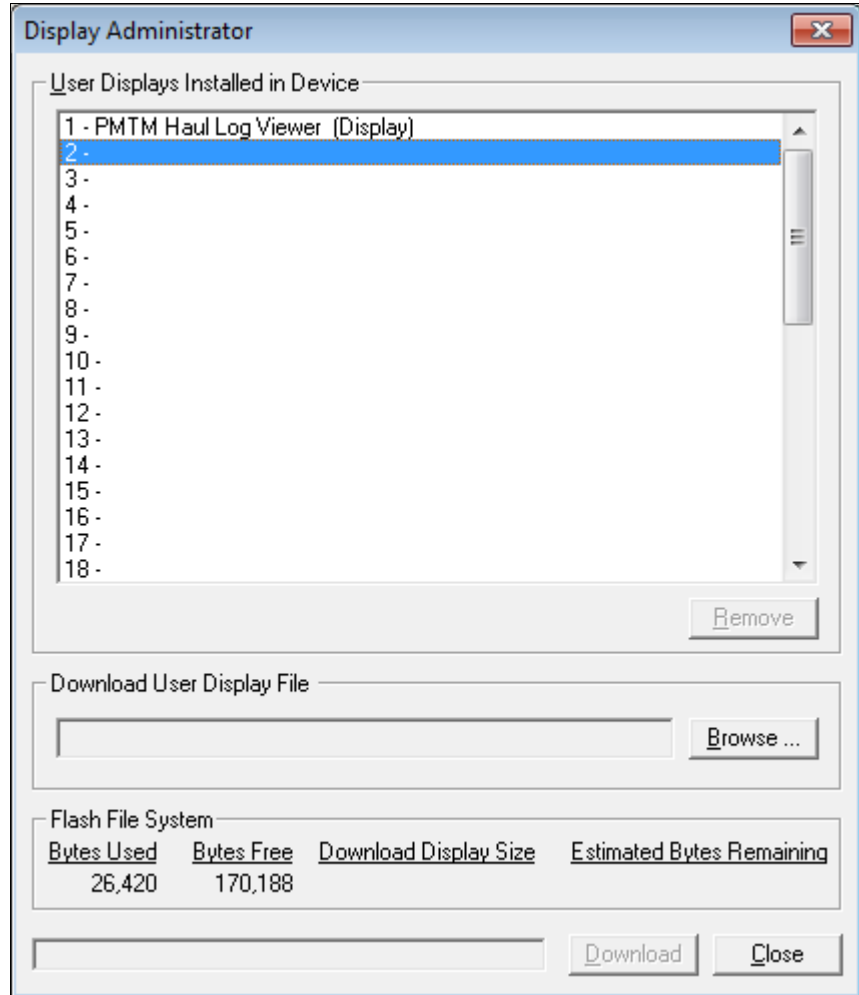 Display Administrator
User Displays Installed in Device
1 - PMTM Haul Log Viewer  (Display)
2 -
3 -
4 -
5 -
6 -
7 -
8 -
9 -
10 -
11 -
12 -
13 -
14 -
15 -
16 -
17 -
18 -
Remove
Download User Display File
Browse ...
Flash File System
Bytes Used Bytes Free Download Display Size Estimated Bytes Remaining
26,420 170,188
Download Close